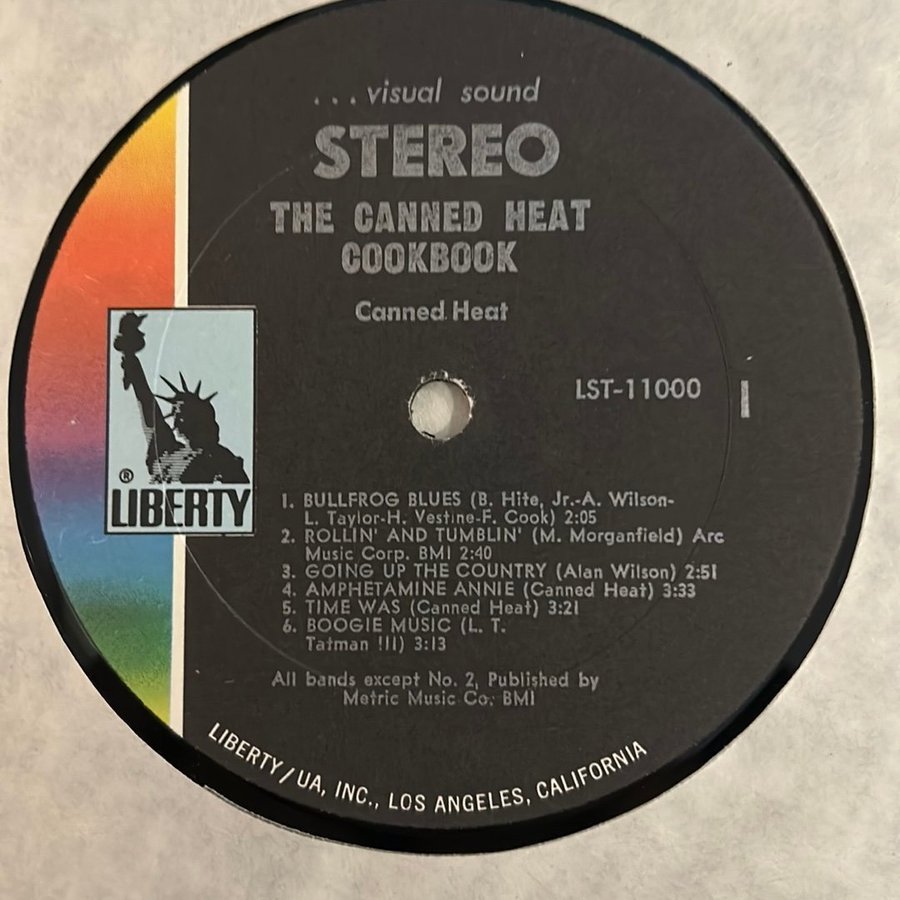 ...visual sound
STEREO
THE CANNED HEAT
COOKBOOK
Canned Heat
LST-11000
I
®
LIBERTY
1. BULLFROG BLUES (B. Hite, Jr.-A. Wilson-
L. Taylor-H. Vestine-F. Cook) 2:05
2. ROLLIN' AND TUMBLIN' (M. Morganfield) Arc
Music Corp. BMI 2:40
3. GOING UP THE COUNTRY (Alan Wilson) 2:51
4. AMPHETAMINE ANNIE (Canned Heat) 3:33
5. TIME WAS (Canned Heat) 3:21
6. BOOGIE MUSIC (L. T.
Tatman !!!) 3:13
All bands except No. 2, Published by
Metric Music Co. BMI
LIBERTY/UA, INC., LOS ANGELES, CALIFORNIA